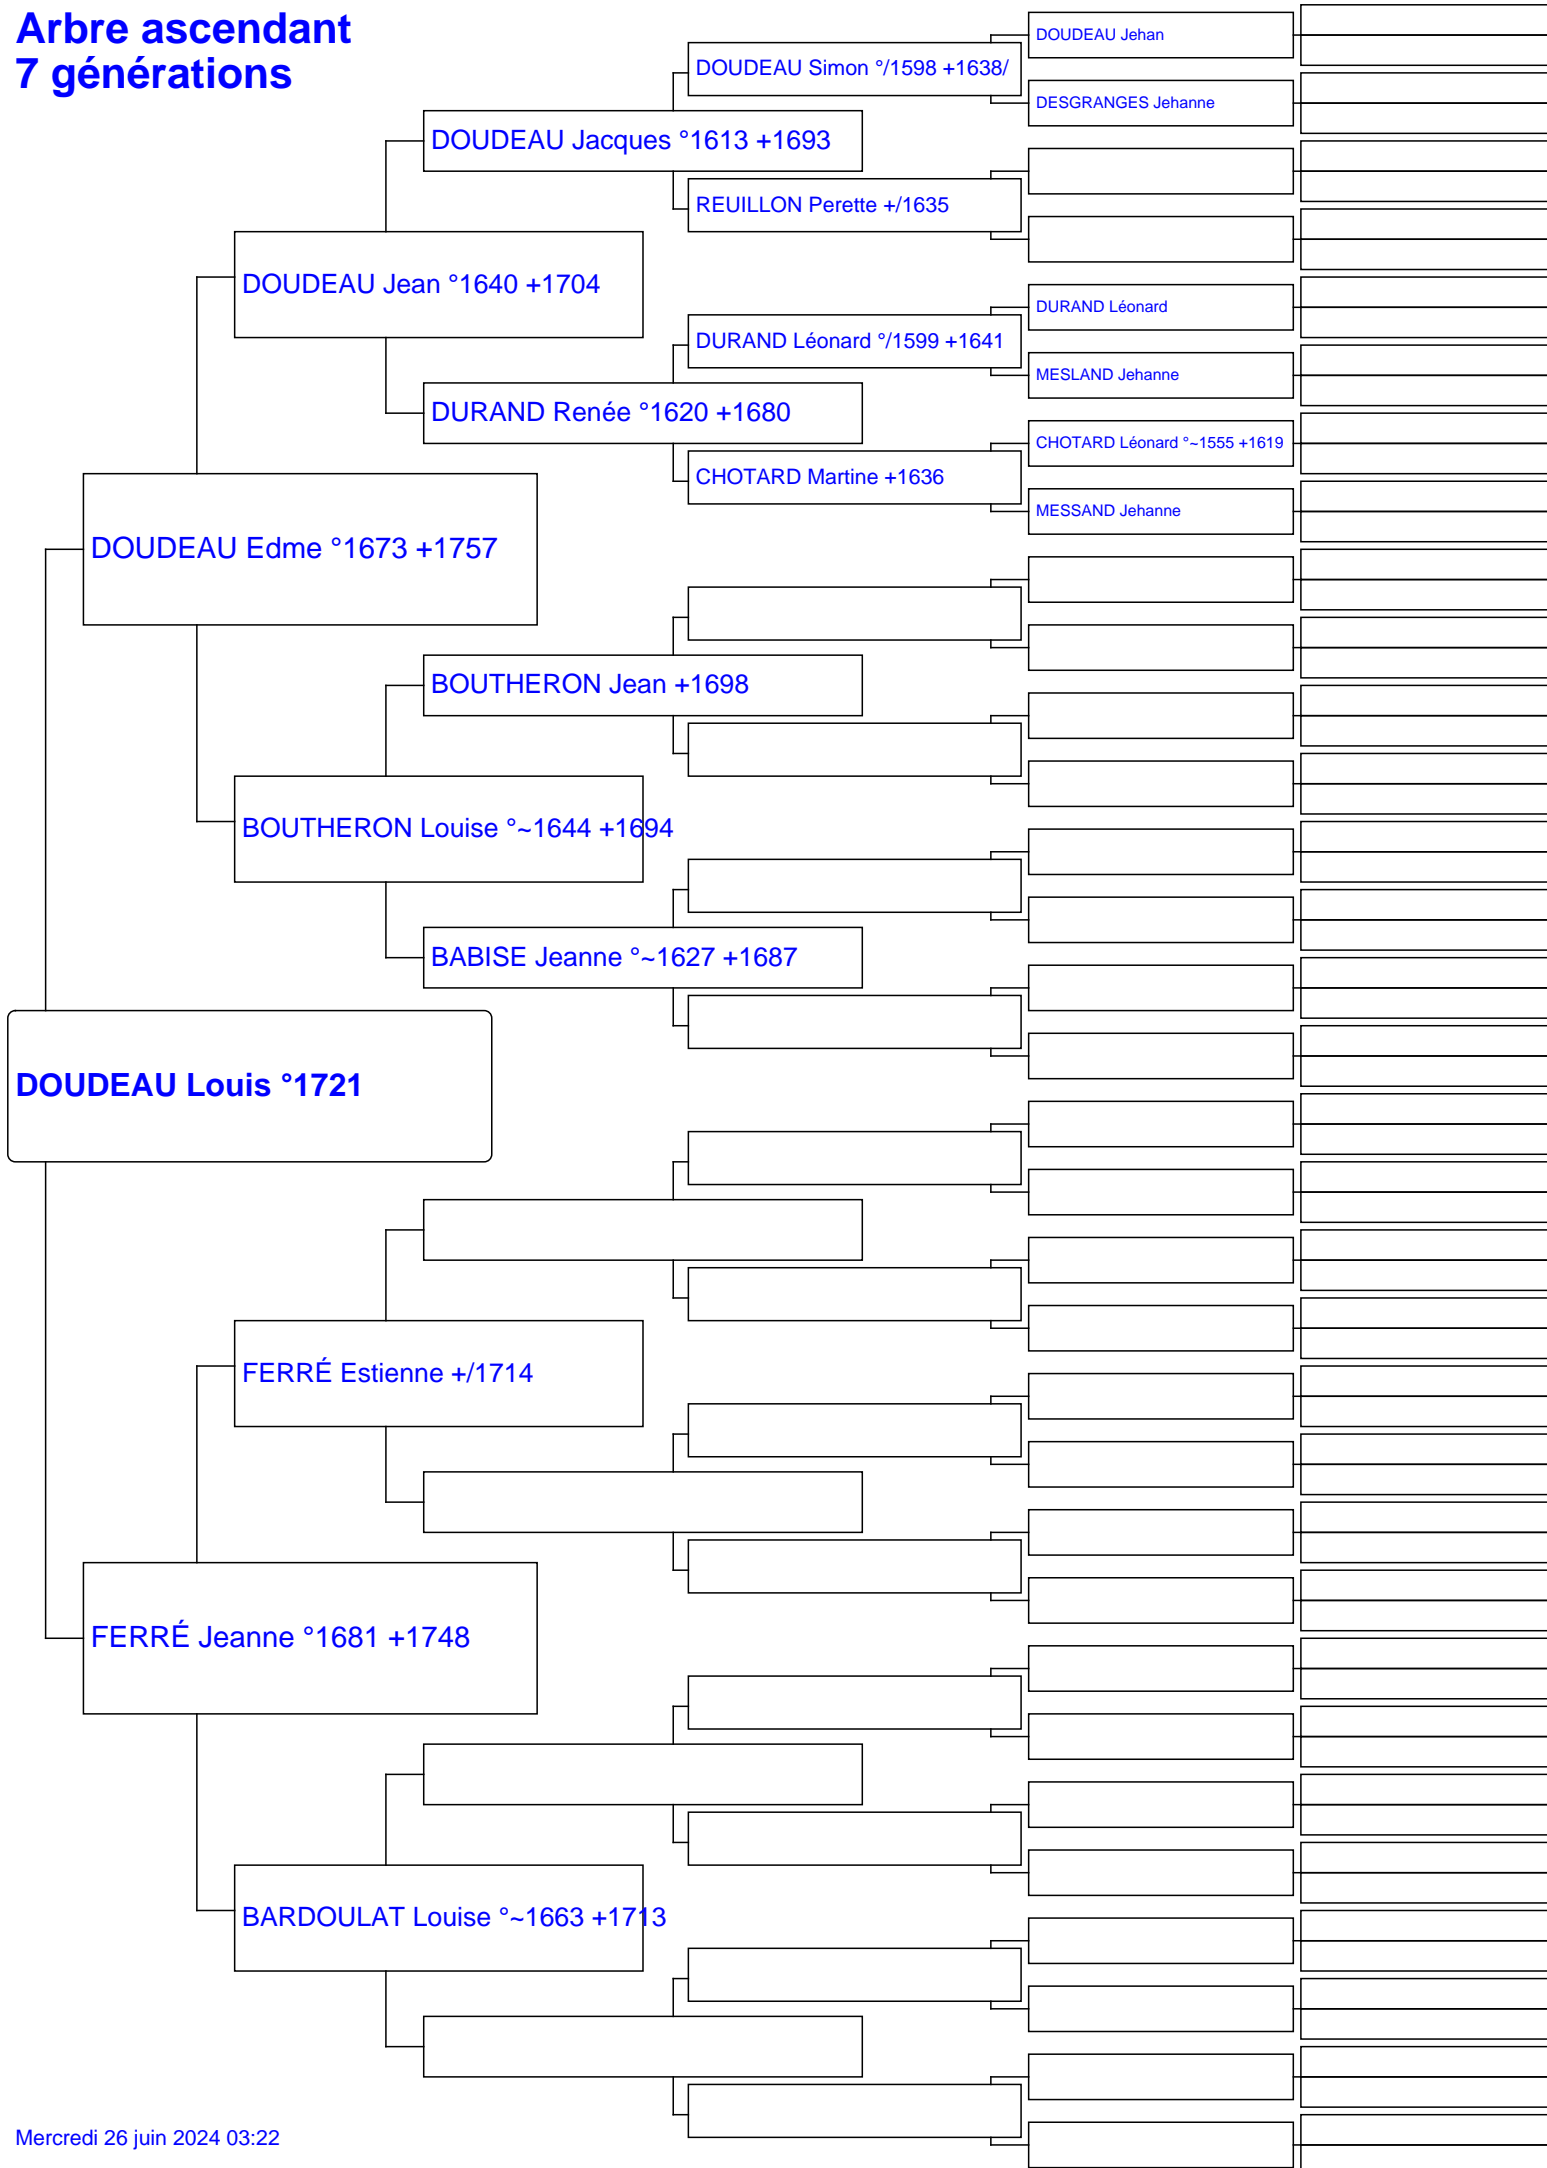 Arbre ascendant
7 générations
DOUDEAU Jehan
DOUDEAU Simon °/1598 +1638/
DESGRANGES Jehanne
DOUDEAU Jacques °1613 +1693
REUILLON Perette +/1635
DOUDEAU Jean °1640 +1704
DURAND Léonard
DURAND Léonard °/1599 +1641
MESLAND Jehanne
DURAND Renée °1620 +1680
CHOTARD Léonard °~1555 +1619
CHOTARD Martine +1636
MESSAND Jehanne
DOUDEAU Edme °1673 +1757
BOUTHERON Jean +1698
BOUTHERON Louise °~1644 +1694
BABISE Jeanne °~1627 +1687
DOUDEAU Louis °1721
FERRÉ Estienne +/1714
FERRÉ Jeanne °1681 +1748
BARDOULAT Louise °~1663 +1713
Mercredi 26 juin 2024 03:22